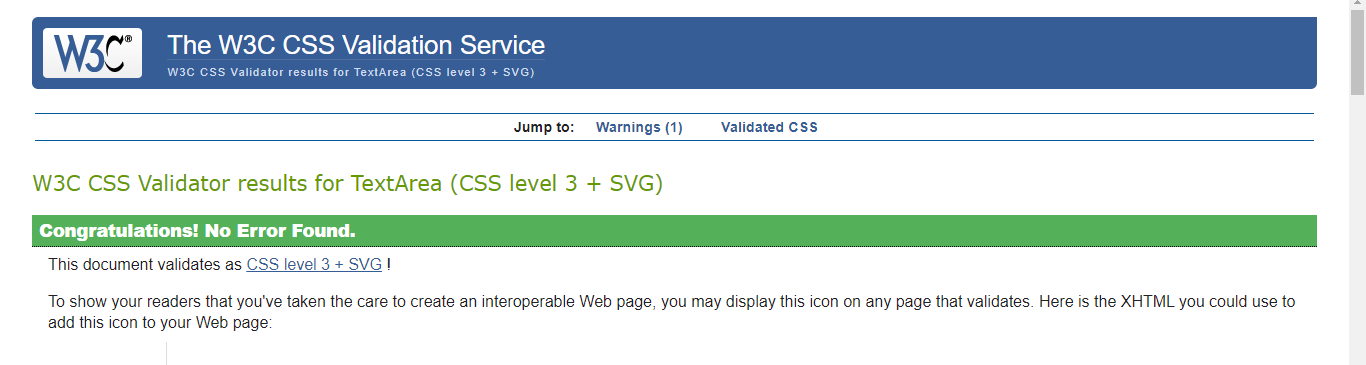 W3C®
The W3C CSS Validation Service
W3C CSS Validator results for TextArea (CSS level 3 + SVG)
Jump to: Warnings (1) Validated CSS
W3C CSS Validator results for TextArea (CSS level 3 + SVG)
Congratulations! No Error Found.
This document validates as CSS level 3 + SVG !
To show your readers that you've taken the care to create an interoperable Web page, you may display this icon on any page that validates. Here is the XHTML you could use to
add this icon to your Web page: